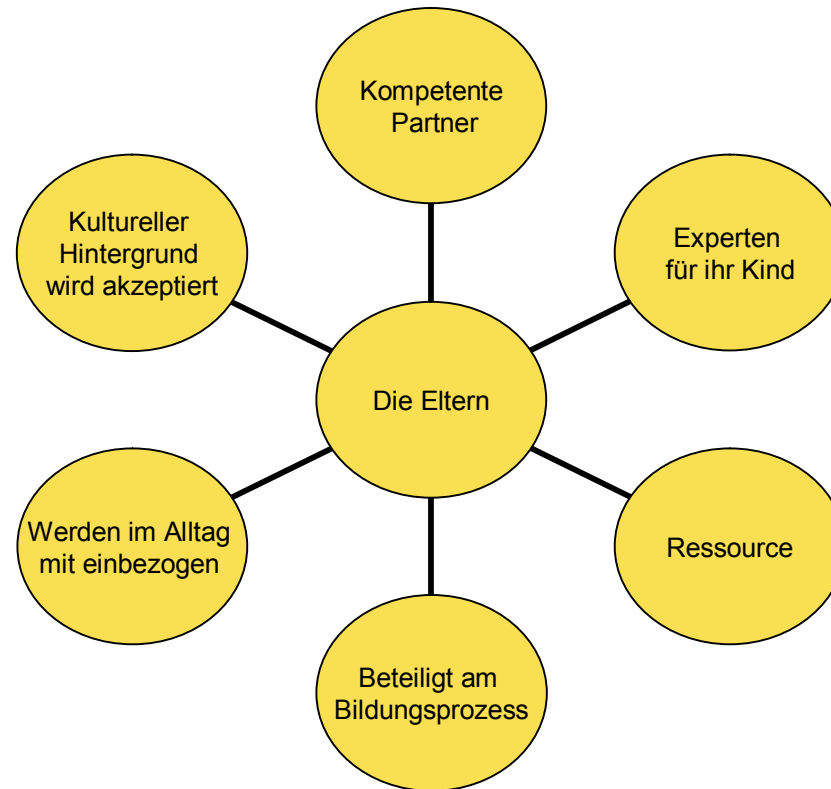 Kompetente
Partner
Kultureller
Hintergrund
wird akzeptiert
Experten
für ihr Kind
Die Eltern
Werden im Alltag
mit einbezogen
Ressource
Beteiligt am
Bildungsprozess